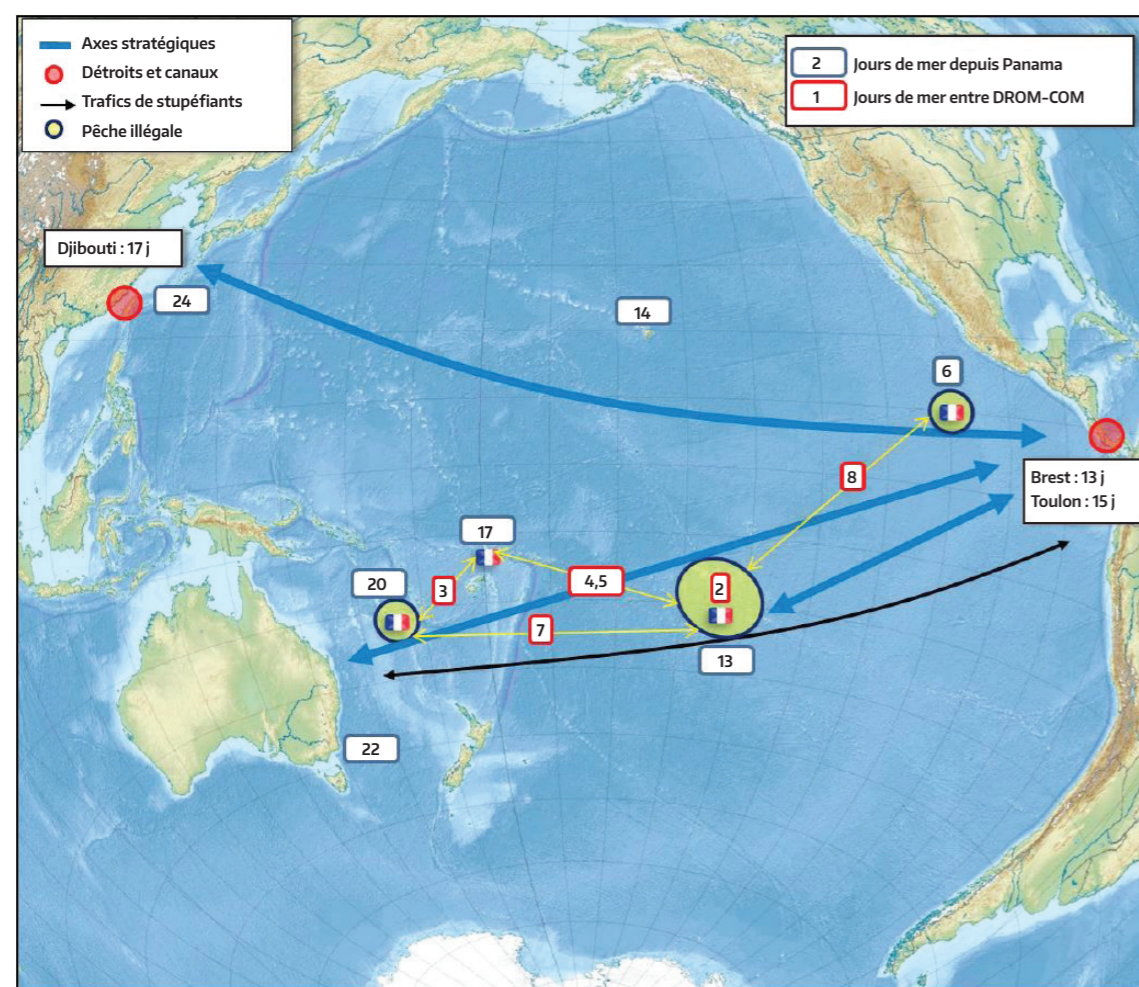 Axes stratégiques
Détroits et canaux
Trafics de stupéfiants
Pêche illégale
2 Jours de mer depuis Panama
1 Jours de mer entre DROM-COM
Djibouti : 17 j
24
14
6
8
Brest : 13 j
Toulon : 15 j
17
20
3
4,5
2
7
13
22